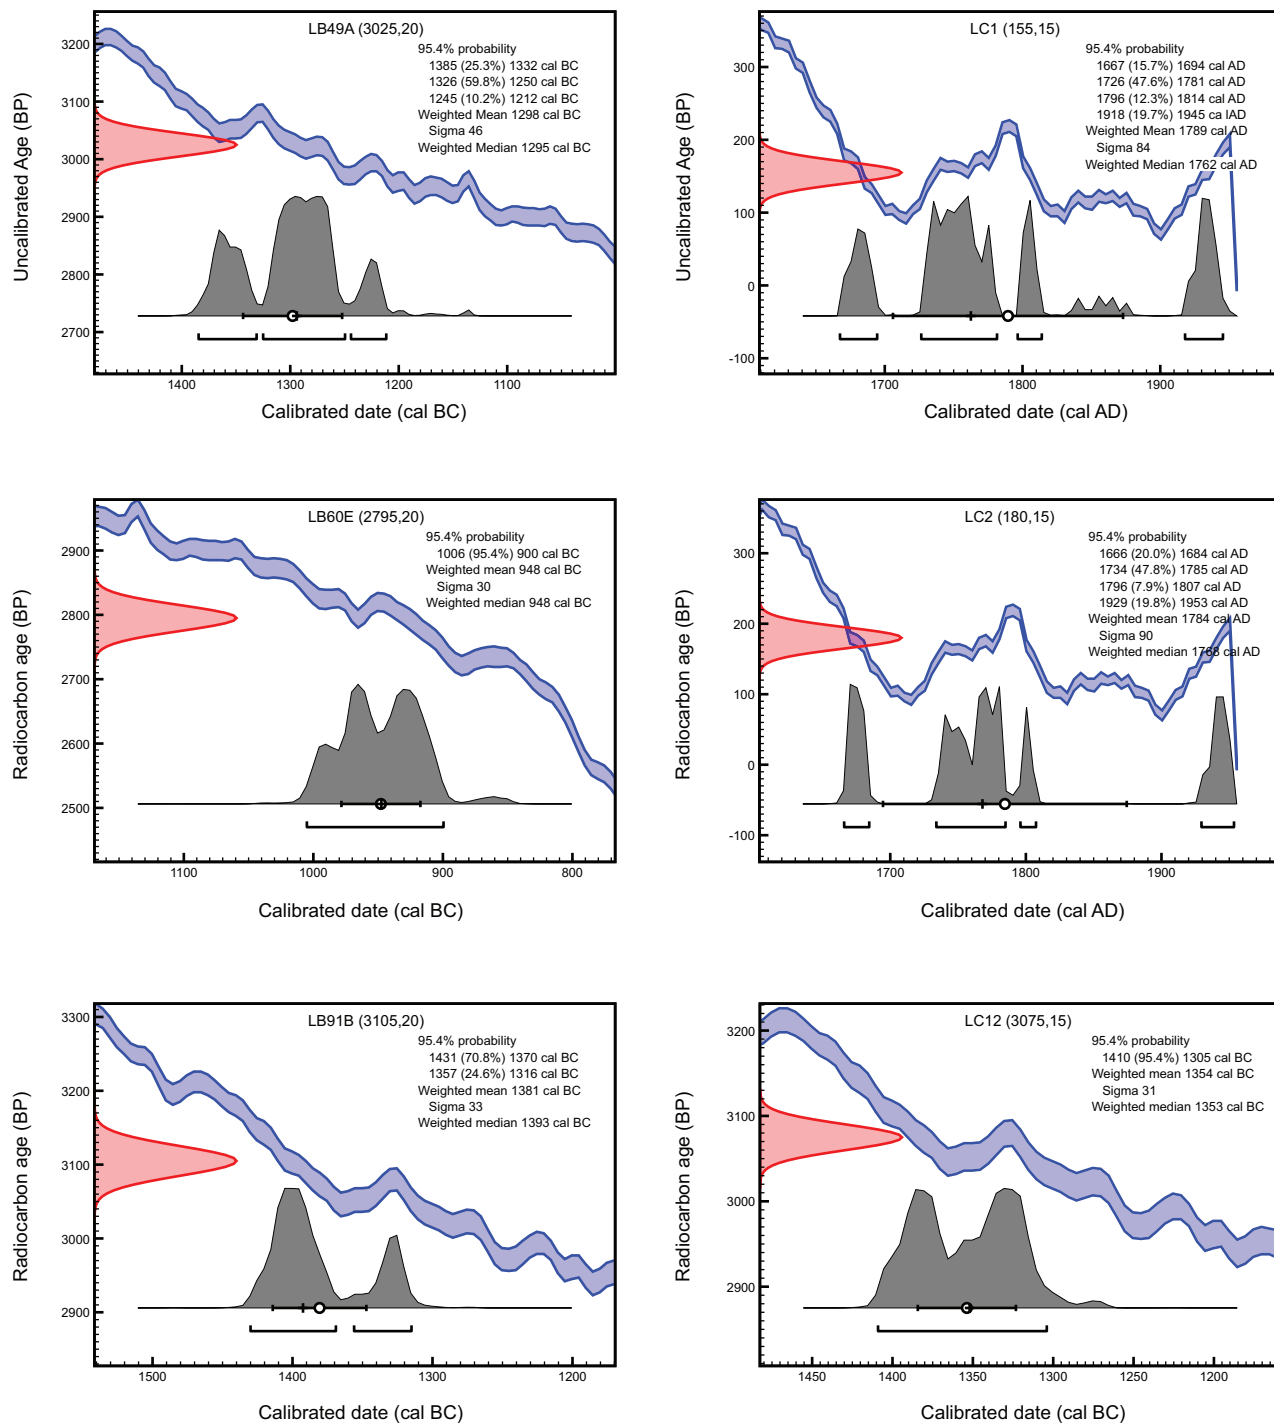 LB49A (3025,20)
95.4% probability
1385 (25.3%) 1332 cal BC
1326 (59.8%) 1250 cal BC
1245 (10.2%) 1212 cal BC
Weighted Mean 1298 cal BC
Sigma 46
Weighted Median 1295 cal BC
Uncalibrated Age (BP)
3200
3100
3000
2900
2800
2700
1400
1300
1200
1100
Calibrated date (cal BC)
LC1 (155,15)
95.4% probability
1667 (15.7%) 1694 cal AD
1726 (47.6%) 1781 cal AD
1796 (12.3%) 1814 cal AD
1918 (19.7%) 1945 cal AD
Weighted Mean 1789 cal AD
Sigma 84
Weighted Median 1762 cal AD
Uncalibrated Age (BP)
300
200
100
0
-100
1700
1800
1900
Calibrated date (cal AD)
LB60E (2795,20)
95.4% probability
1006 (95.4%) 900 cal BC
Weighted mean 948 cal BC
Sigma 30
Weighted median 948 cal BC
Radiocarbon age (BP)
2900
2800
2700
2600
2500
1100
1000
900
800
Calibrated date (cal BC)
LC2 (180,15)
95.4% probability
1666 (20.0%) 1684 cal AD
1734 (47.8%) 1785 cal AD
1796 (7.9%) 1807 cal AD
1929 (19.8%) 1953 cal AD
Weighted mean 1784 cal AD
Sigma 90
Weighted median 1768 cal AD
Radiocarbon age (BP)
300
200
100
0
-100
1700
1800
1900
Calibrated date (cal AD)
LB91B (3105,20)
95.4% probability
1431 (70.8%) 1370 cal BC
1357 (24.6%) 1316 cal BC
Weighted mean 1381 cal BC
Sigma 33
Weighted median 1393 cal BC
Radiocarbon age (BP)
3300
3200
3100
3000
2900
1500
1400
1300
1200
Calibrated date (cal BC)
LC12 (3075,15)
95.4% probability
1410 (95.4%) 1305 cal BC
Weighted mean 1354 cal BC
Sigma 31
Weighted median 1353 cal BC
Radiocarbon age (BP)
3200
3100
3000
2900
1450
1400
1350
1300
1250
1200
Calibrated date (cal BC)